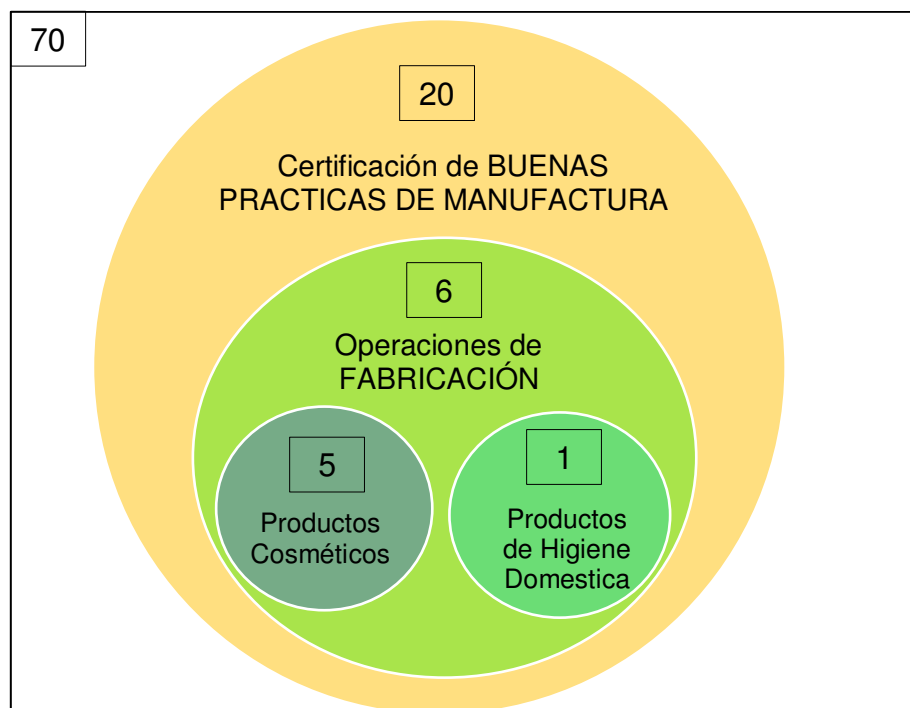 70
20
Certificación de BUENAS
PRACTICAS DE MANUFACTURA
6
Operaciones de
FABRICACIÓN
5
Productos
Cosméticos
1
Productos
de Higiene
Domestica